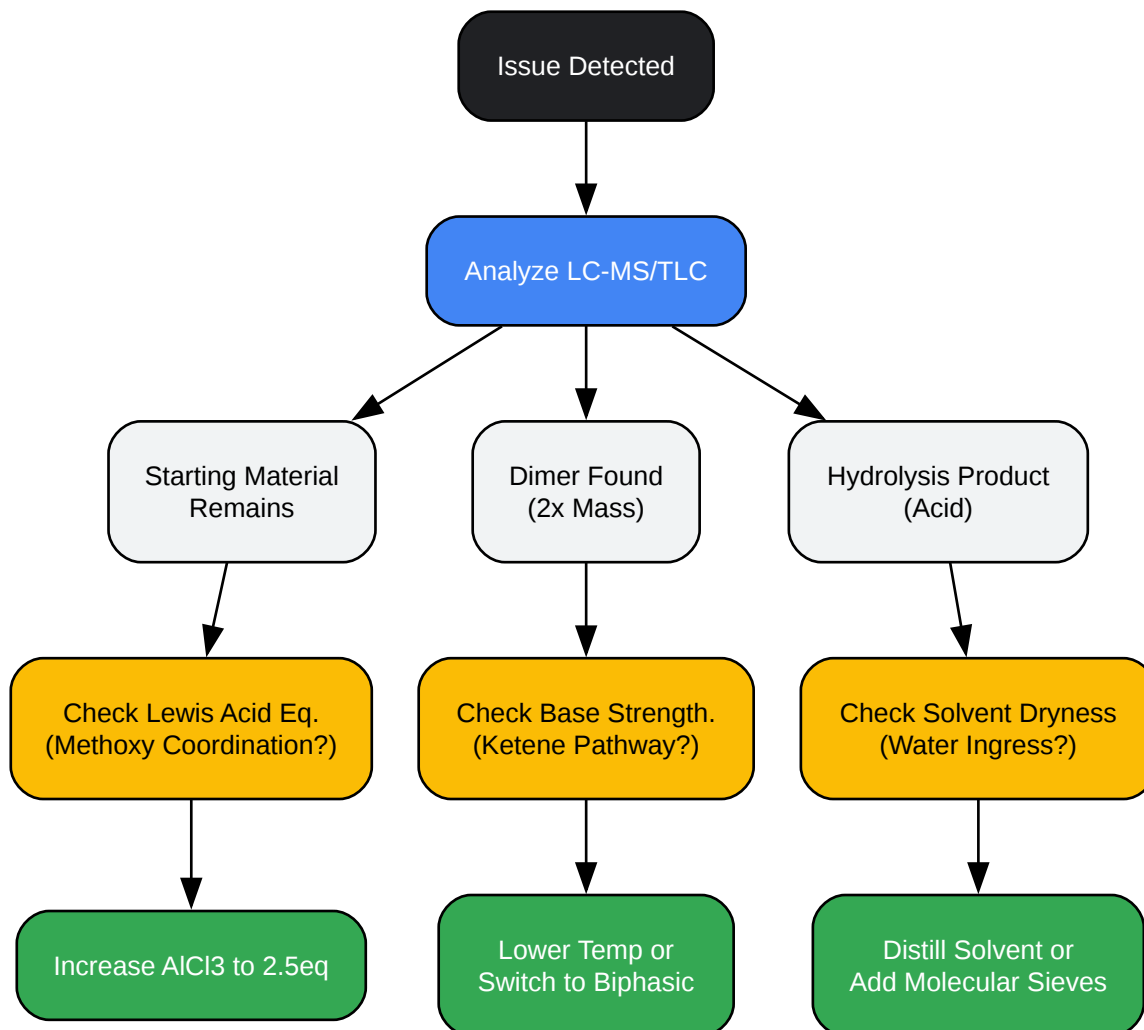 Issue Detected
Analyze LC-MS/TLC
Starting Material
Remains
Dimer Found
(2x Mass)
Hydrolysis Product
(Acid)
Check Lewis Acid Eq.
(Methoxy Coordination?)
Check Base Strength.
(Ketene Pathway?)
Check Solvent Dryness
(Water Ingress?)
Increase AlCl3 to 2.5eq
Lower Temp or
Switch to Biphasic
Distill Solvent or
Add Molecular Sieves